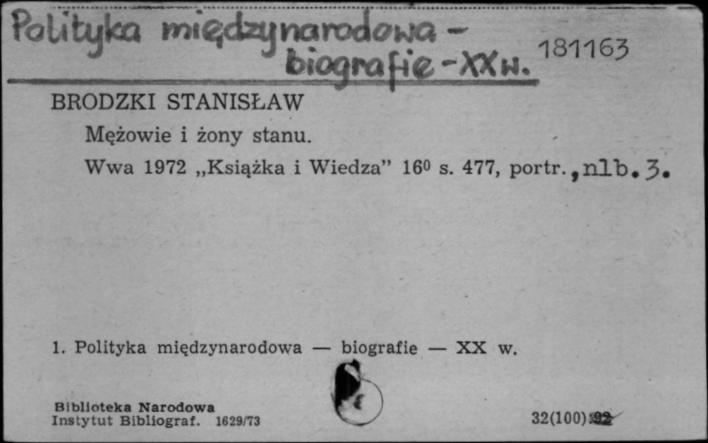 Polityka międzynarodowa -
biografie - XX w.
181163
BRODZKI STANISŁAW
Mężowie i żony stanu.
Wwa 1972 „Książka i Wiedza” 16⁰ s. 477, portr., nlb. 3.
1. Polityka międzynarodowa — biografie — XX w.
Biblioteka Narodowa
Instytut Bibliograf. 1629/73
32(100)